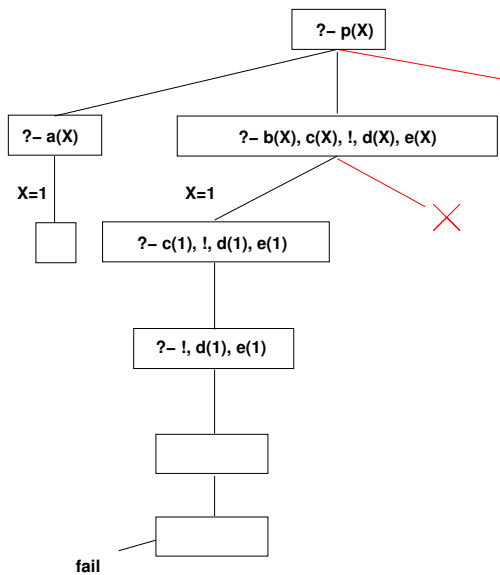 ?– p(X)
?– a(X)
?– b(X), c(X), !, d(X), e(X)
X=1
X=1
?– c(1), !, d(1), e(1)
?– !, d(1), e(1)
fail